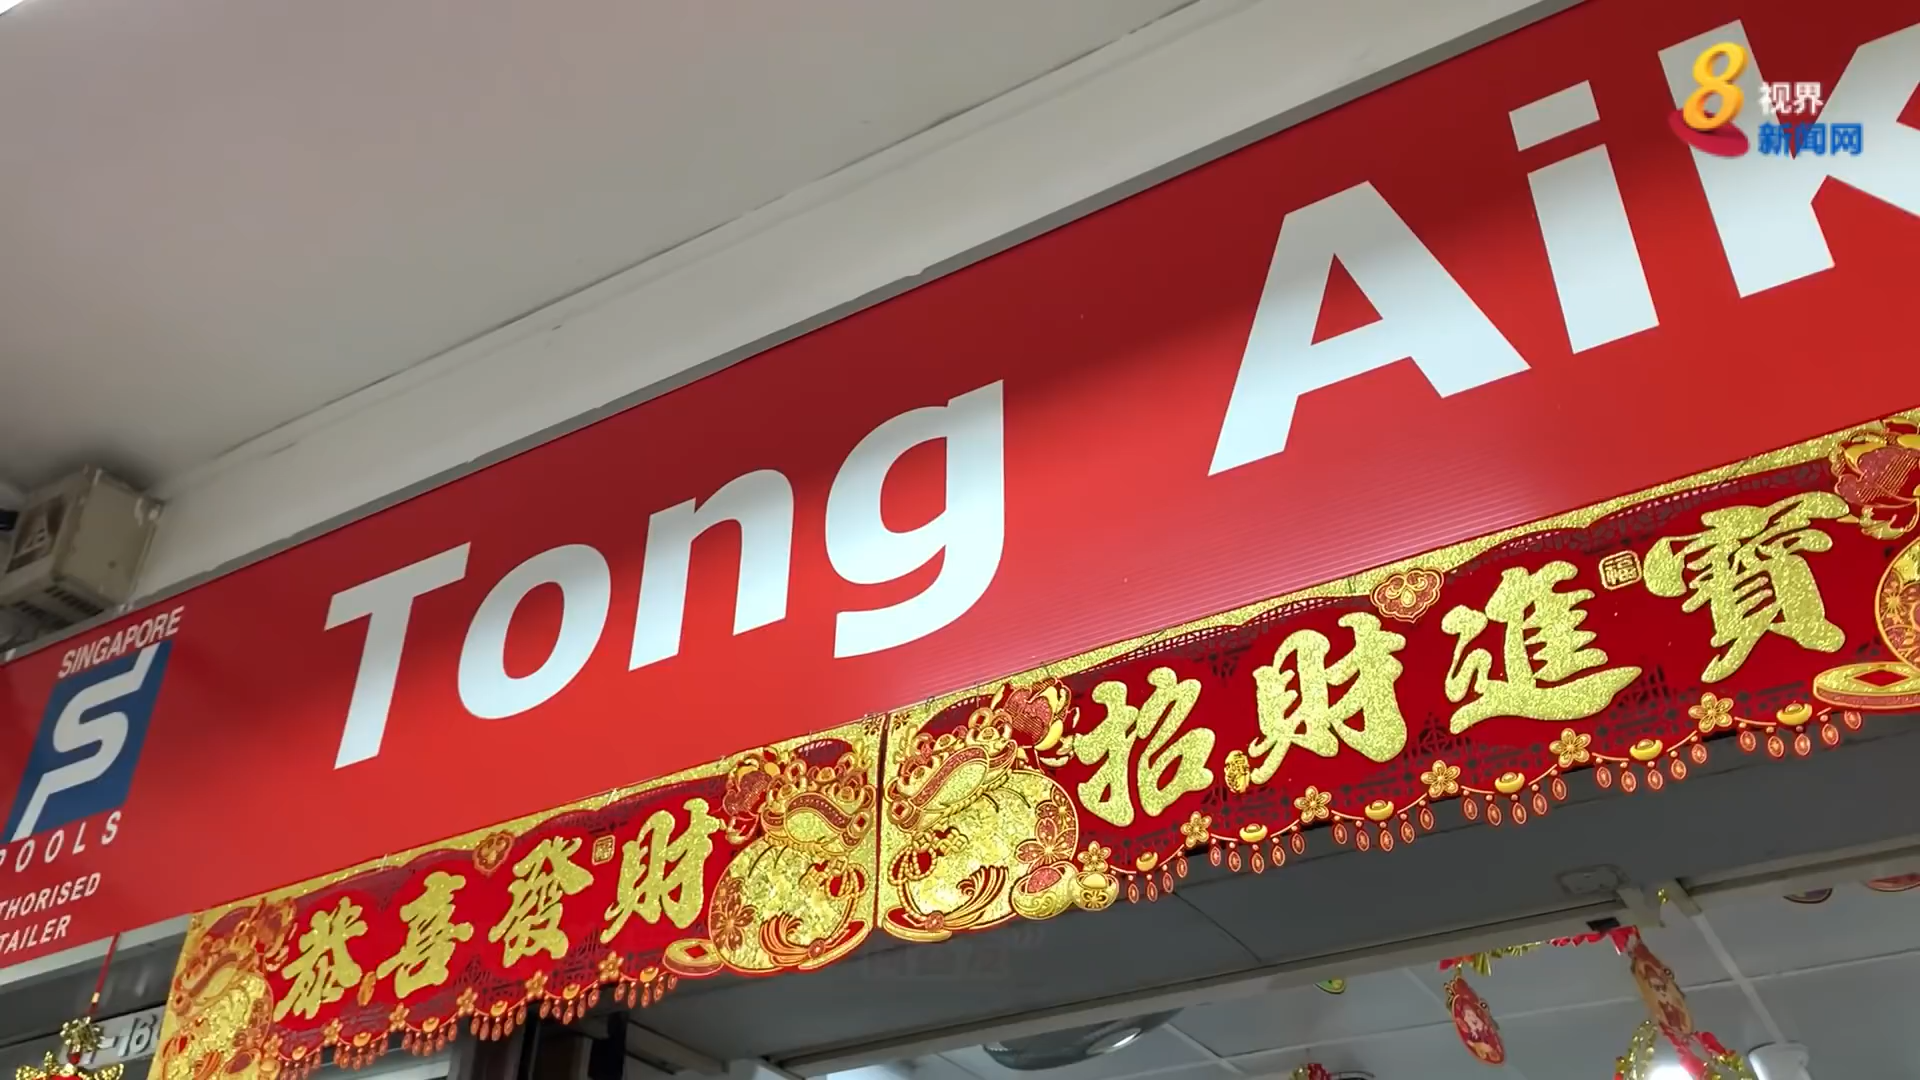 8视界
新闻网
Tong Aik
SINGAPORE
POOLS
THORISED
TAILER
恭喜發財
招財進寶
福